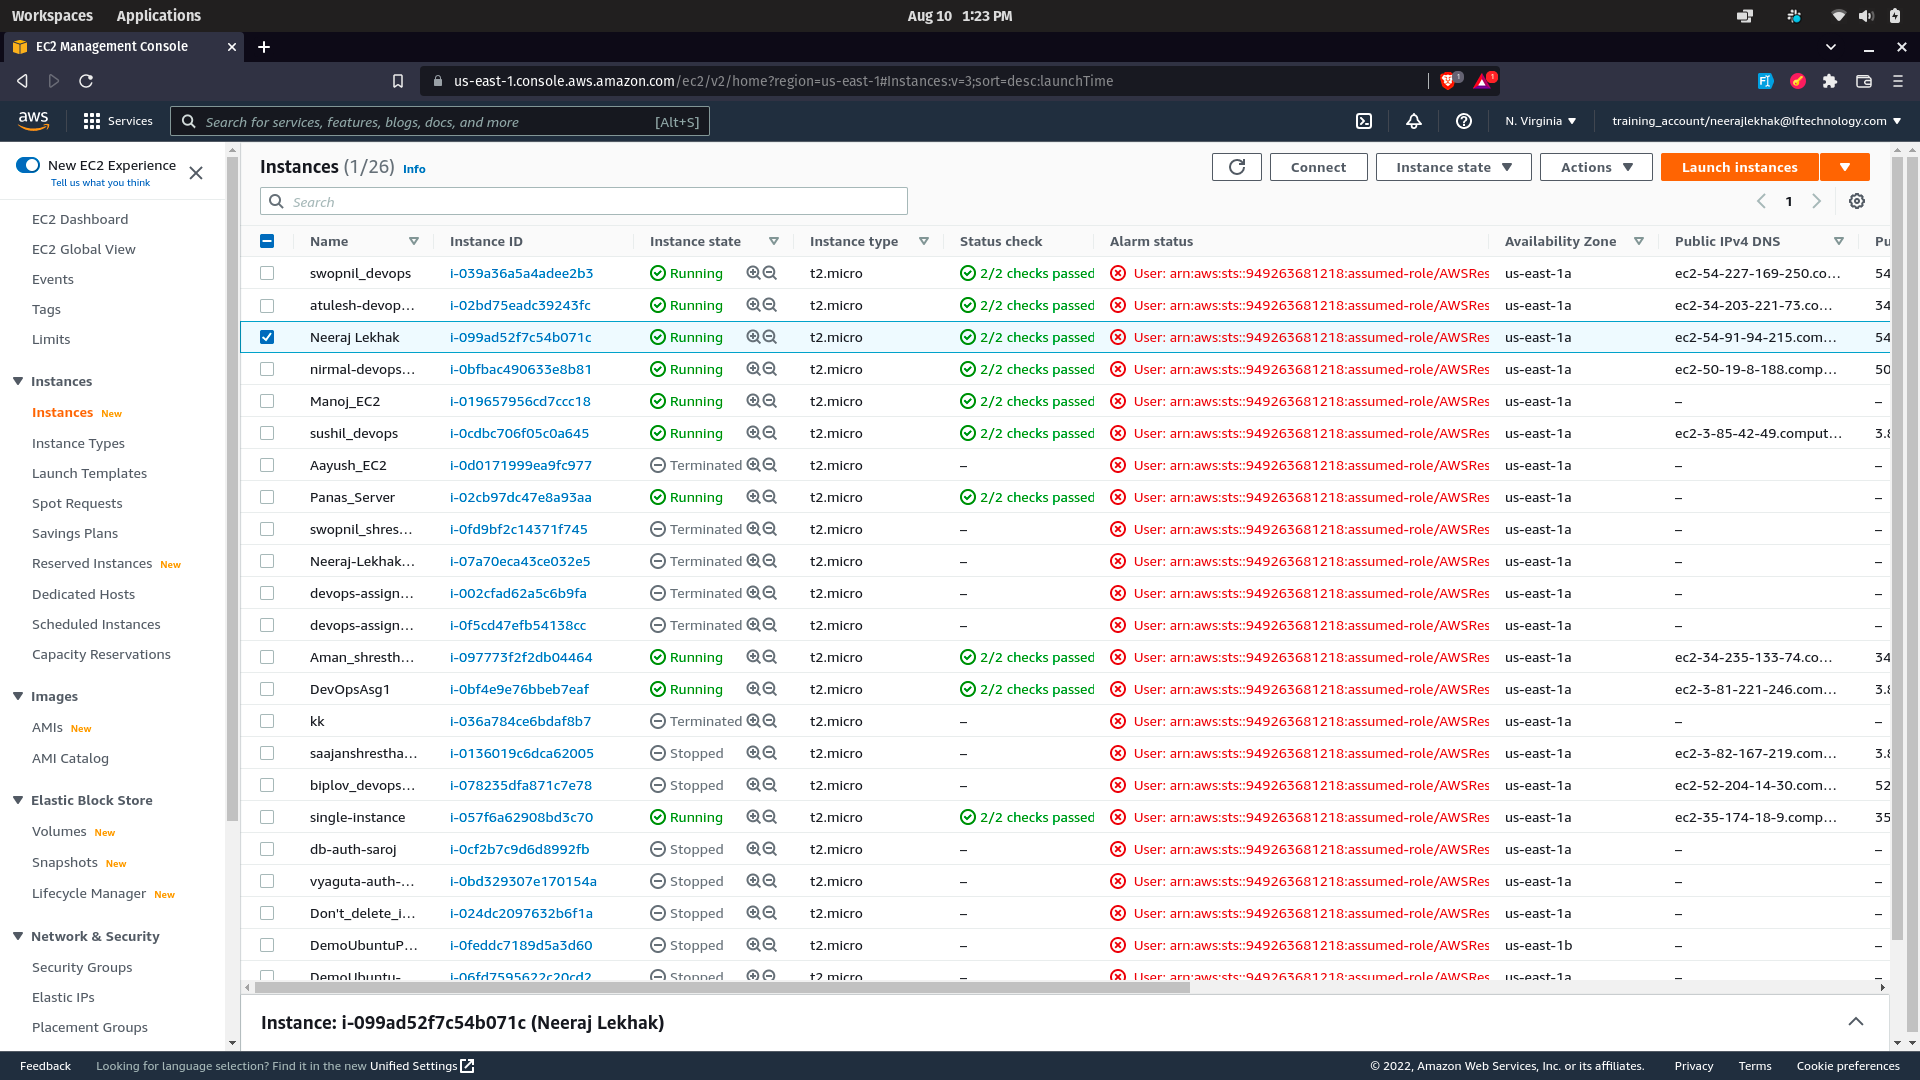 Workspaces Applications Aug 10 1:23 PM
EC2 Management Console
us-east-1.console.aws.amazon.com/ec2/v2/home?region=us-east-1#Instances:v=3;sort=desc:launchTime 1 1
aws Services Search for services, features, blogs, docs, and more [Alt+S] N. Virginia training_account/neerajlekhak@lftechnology.com
New EC2 Experience
Tell us what you think
EC2 Dashboard
EC2 Global View
Events
Tags
Limits
Instances
Instances New
Instance Types
Launch Templates
Spot Requests
Savings Plans
Reserved Instances New
Dedicated Hosts
Scheduled Instances
Capacity Reservations
Images
AMIs New
AMI Catalog
Elastic Block Store
Volumes New
Snapshots New
Lifecycle Manager New
Network & Security
Security Groups
Elastic IPs
Placement Groups
Instances (1/26) Info Connect Instance state Actions Launch instances
Search 1
Name Instance ID Instance state Instance type Status check Alarm status Availability Zone Public IPv4 DNS Pu
swopnil_devops i-039a36a5a4adee2b3 Running t2.micro 2/2 checks passed User: arn:aws:sts::949263681218:assumed-role/AWSRes us-east-1a ec2-54-227-169-250.co... 54
atulesh-devop... i-02bd75eadc39243fc Running t2.micro 2/2 checks passed User: arn:aws:sts::949263681218:assumed-role/AWSRes us-east-1a ec2-34-203-221-73.co... 34
Neeraj Lekhak i-099ad52f7c54b071c Running t2.micro 2/2 checks passed User: arn:aws:sts::949263681218:assumed-role/AWSRes us-east-1a ec2-54-91-94-215.com... 54
nirmal-devops... i-0bfbac490633e8b81 Running t2.micro 2/2 checks passed User: arn:aws:sts::949263681218:assumed-role/AWSRes us-east-1a ec2-50-19-8-188.comp... 50
Manoj_EC2 i-019657956cd7ccc18 Running t2.micro 2/2 checks passed User: arn:aws:sts::949263681218:assumed-role/AWSRes us-east-1a – –
sushil_devops i-0cdbc706f05c0a645 Running t2.micro 2/2 checks passed User: arn:aws:sts::949263681218:assumed-role/AWSRes us-east-1a ec2-3-85-42-49.comput... 3.8
Aayush_EC2 i-0d0171999ea9fc977 Terminated t2.micro – User: arn:aws:sts::949263681218:assumed-role/AWSRes us-east-1a – –
Panas_Server i-02cb97dc47e8a93aa Running t2.micro 2/2 checks passed User: arn:aws:sts::949263681218:assumed-role/AWSRes us-east-1a – –
swopnil_shres... i-0fd9bf2c14371f745 Terminated t2.micro – User: arn:aws:sts::949263681218:assumed-role/AWSRes us-east-1a – –
Neeraj-Lekhak... i-07a70eca43ce032e5 Terminated t2.micro – User: arn:aws:sts::949263681218:assumed-role/AWSRes us-east-1a – –
devops-assign... i-002cfad62a5c6b9fa Terminated t2.micro – User: arn:aws:sts::949263681218:assumed-role/AWSRes us-east-1a – –
devops-assign... i-0f5cd47efb54138cc Terminated t2.micro – User: arn:aws:sts::949263681218:assumed-role/AWSRes us-east-1a – –
Aman_shresth... i-097773f2f2db04464 Running t2.micro 2/2 checks passed User: arn:aws:sts::949263681218:assumed-role/AWSRes us-east-1a ec2-34-235-133-74.co... 34
DevOpsAsg1 i-0bf4e9e76bbeb7eaf Running t2.micro 2/2 checks passed User: arn:aws:sts::949263681218:assumed-role/AWSRes us-east-1a ec2-3-81-221-246.com... 3.8
kk i-036a784ce6bdaf8b7 Terminated t2.micro – User: arn:aws:sts::949263681218:assumed-role/AWSRes us-east-1a – –
saajanshrestha... i-0136019c6dca62005 Stopped t2.micro – User: arn:aws:sts::949263681218:assumed-role/AWSRes us-east-1a ec2-3-82-167-219.com... 3.8
biplov_devops... i-078235dfa871c7e78 Stopped t2.micro – User: arn:aws:sts::949263681218:assumed-role/AWSRes us-east-1a ec2-52-204-14-30.com... 52
single-instance i-057f6a62908bd3c70 Running t2.micro 2/2 checks passed User: arn:aws:sts::949263681218:assumed-role/AWSRes us-east-1a ec2-35-174-18-9.comp... 35
db-auth-saroj i-0cf2b7c9d6d8992fb Stopped t2.micro – User: arn:aws:sts::949263681218:assumed-role/AWSRes us-east-1a – –
vyaguta-auth-... i-0bd329307e170154a Stopped t2.micro – User: arn:aws:sts::949263681218:assumed-role/AWSRes us-east-1a – –
Don't_delete_i... i-024dc2097632b6f1a Stopped t2.micro – User: arn:aws:sts::949263681218:assumed-role/AWSRes us-east-1a – –
DemoUbuntuP... i-0feddc7189d5a3d60 Stopped t2.micro – User: arn:aws:sts::949263681218:assumed-role/AWSRes us-east-1b – –
DemoUbuntu- i-06fd7595622c20cd2 Stopped t2.micro – User: arn:aws:sts::949263681218:assumed-role/AWSRes us-east-1a – –
Instance: i-099ad52f7c54b071c (Neeraj Lekhak)
Feedback Looking for language selection? Find it in the new Unified Settings © 2022, Amazon Web Services, Inc. or its affiliates. Privacy Terms Cookie preferences